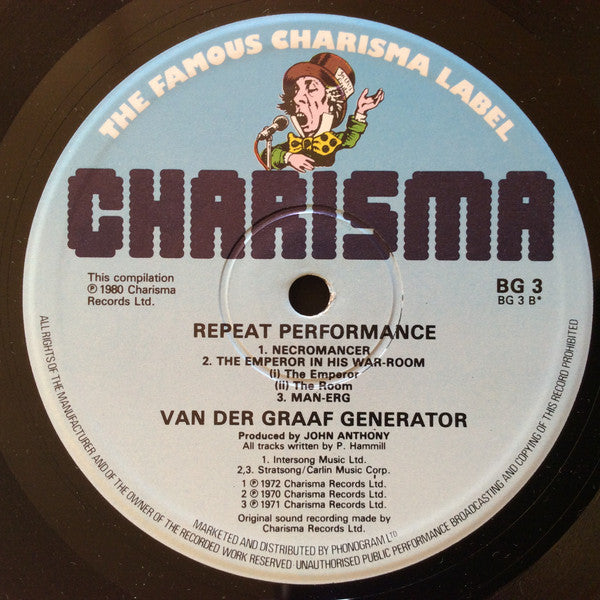 THE FAMOUS CHARISMA LABEL
CHARISMA
This compilation
℗ 1980 Charisma
Records Ltd.
BG 3
BG 3 B*
REPEAT PERFORMANCE
1. NECROMANCER
2. THE EMPEROR IN HIS WAR-ROOM
(i) The Emperor
(ii) The Room
3. MAN-ERG
VAN DER GRAAF GENERATOR
Produced by JOHN ANTHONY
All tracks written by P. Hammill
1. Intersong Music Ltd.
2,3. Stratsong/Carlin Music Corp.
1 ℗ 1972 Charisma Records Ltd.
2 ℗ 1970 Charisma Records Ltd.
3 ℗ 1971 Charisma Records Ltd.
Original sound recording made by
Charisma Records Ltd.
MARKETED AND DISTRIBUTED BY PHONOGRAM LTD
ALL RIGHTS OF THE MANUFACTURER AND OF THE OWNER OF THE RECORDED WORK RESERVED·UNAUTHORISED PUBLIC PERFORMANCE BROADCASTING AND COPYING OF THIS RECORD PROHIBITED